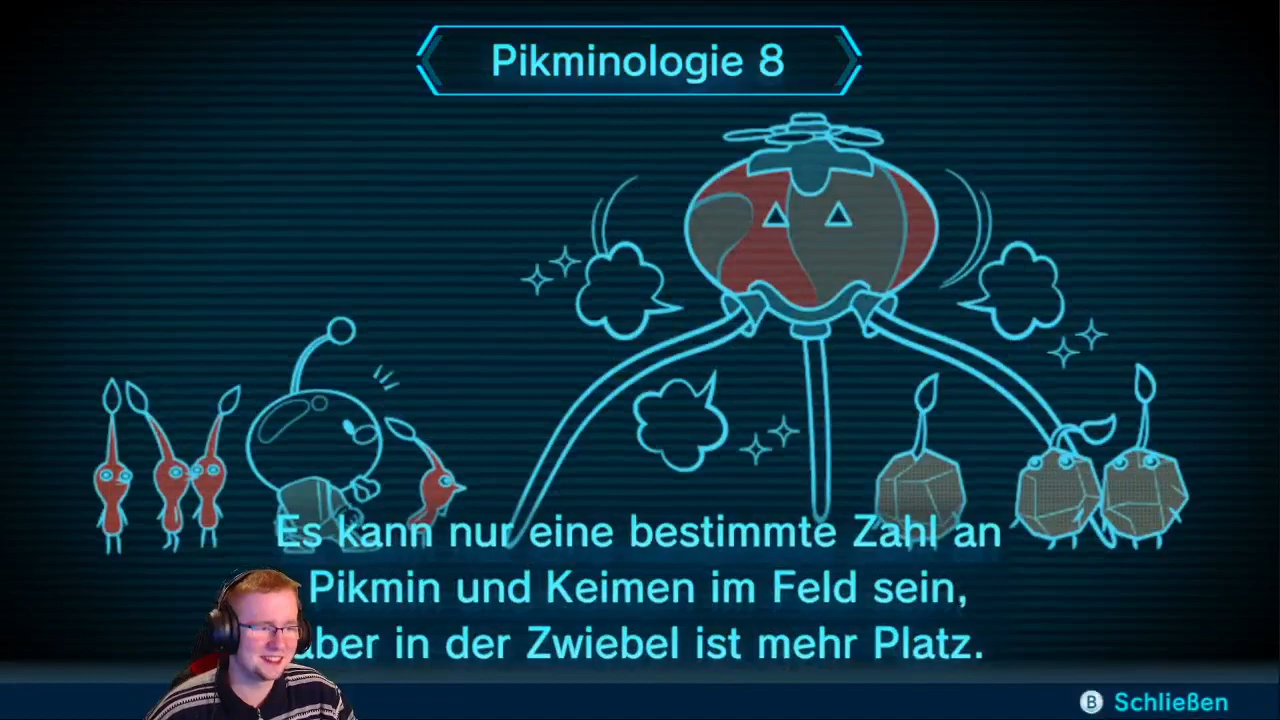 Pikminologie 8
Es kann nur eine bestimmte Zahl an
Pikmin und Keimen im Feld sein,
aber in der Zwiebel ist mehr Platz.
B Schließen